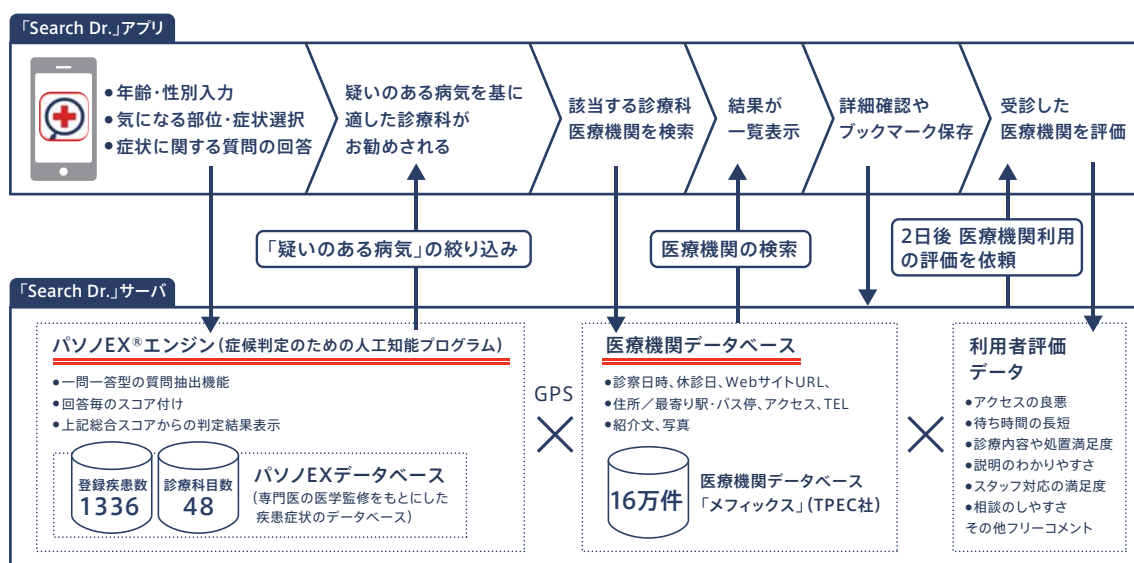 「Search Dr.」アプリ
●年齢・性別入力
●気になる部位・症状選択
●症状に関する質問の回答
疑いのある病気を基に
適した診療科が
お勧めされる
該当する診療科
医療機関を検索
結果が
一覧表示
詳細確認や
ブックマーク保存
受診した
医療機関を評価
「疑いのある病気」の絞り込み
医療機関の検索
2日後 医療機関利用
の評価を依頼
「Search Dr.」サーバ
パソノEX®エンジン(症候判定のための人工知能プログラム)
●一問一答型の質問抽出機能
●回答毎のスコア付け
●上記総合スコアからの判定結果表示
登録疾患数
1336
診療科目数
48
パソノEXデータベース
(専門医の医学監修をもとにした
疾患症状のデータベース)
GPS
医療機関データベース
●診察日時、休診日、WebサイトURL、
●住所／最寄り駅・バス停、アクセス、TEL
●紹介文、写真
16万件
医療機関データベース
「メフィックス」(TPEC社)
利用者評価
データ
●アクセスの良悪
●待ち時間の長短
●診療内容や処置満足度
●説明のわかりやすさ
●スタッフ対応の満足度
●相談のしやすさ
その他フリーコメント